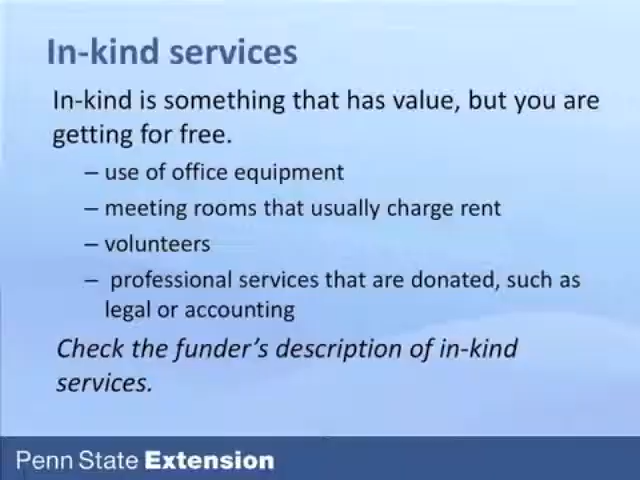 In-kind services
In-kind is something that has value, but you are
getting for free.
– use of office equipment
– meeting rooms that usually charge rent
– volunteers
– professional services that are donated, such as
legal or accounting
Check the funder's description of in-kind
services.
Penn State Extension